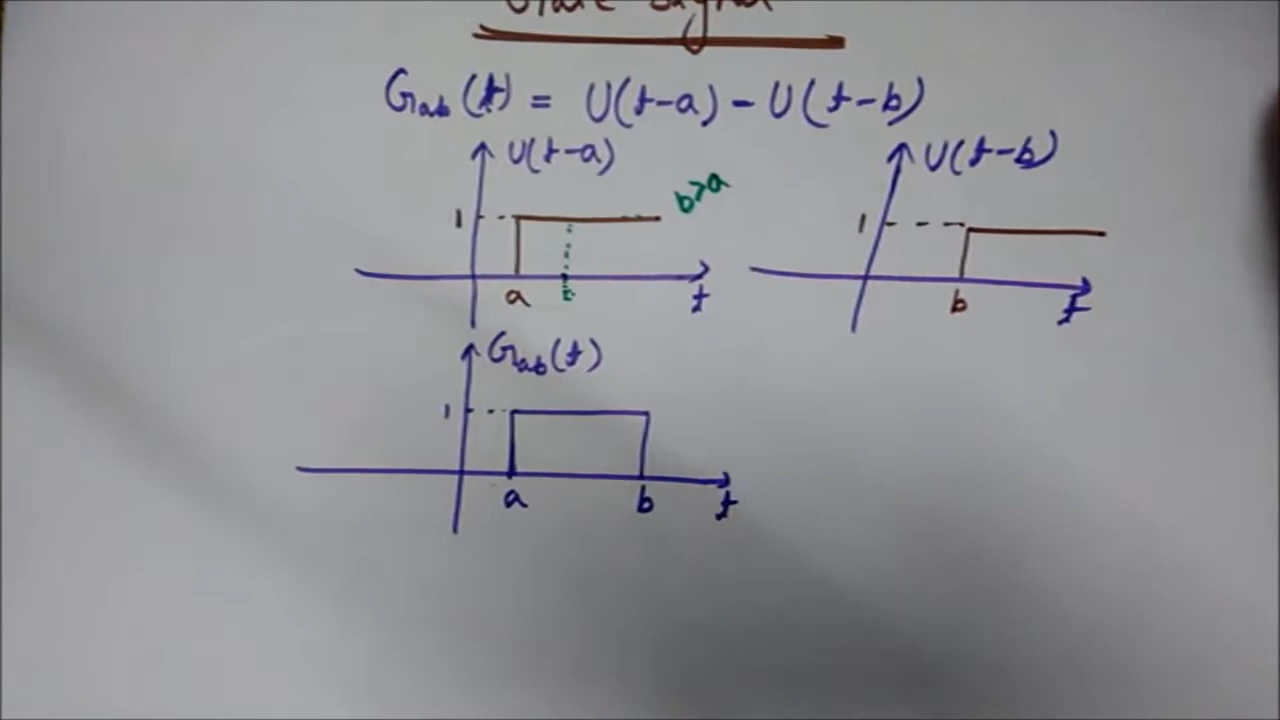 Gab(t) = U(t-a) - U(t-b)
U(t-a)
b>a
1
a
t
U(t-b)
1
b
t
Gab(t)
1
a
b
t